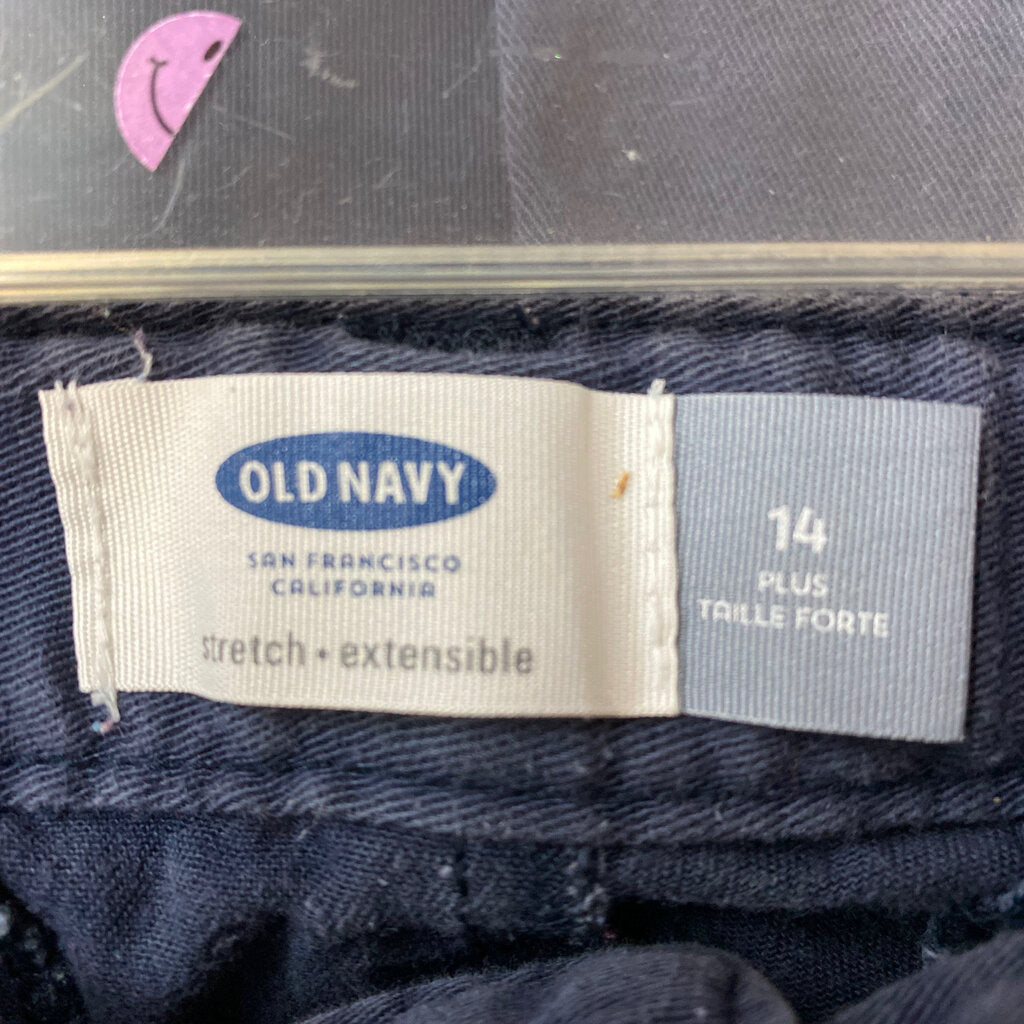 OLD NAVY
SAN FRANCISCO
CALIFORNIA
stretch • extensible
14
PLUS
TAILLE FORTE